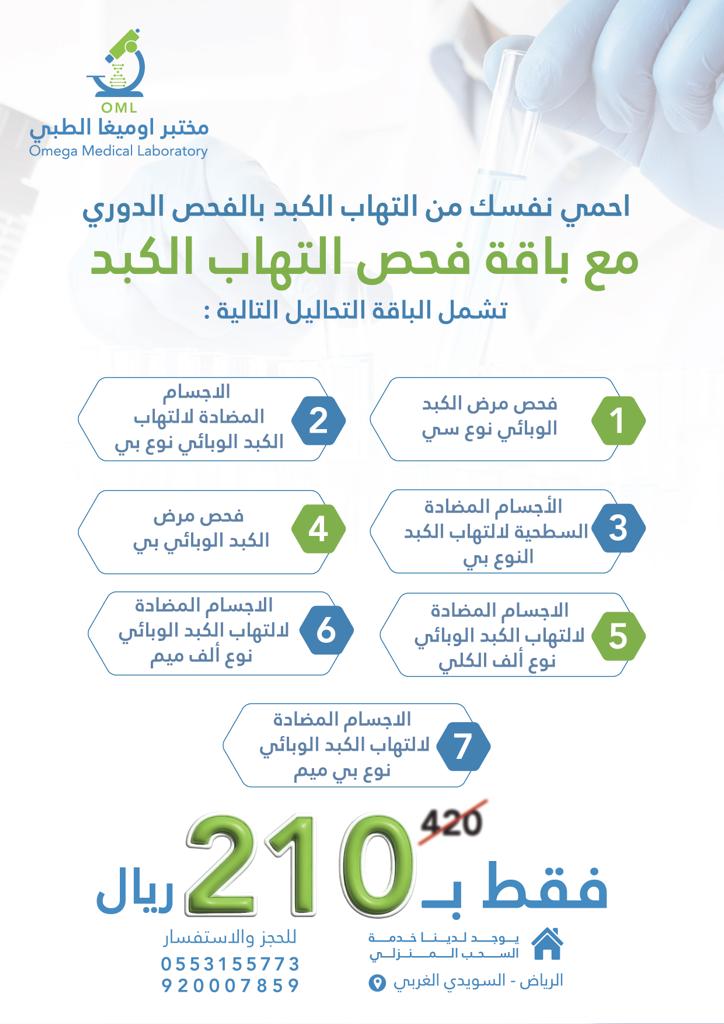 OML
مختبر اوميغا الطبي
Omega Medical Laboratory
احمي نفسك من التهاب الكبد بالفحص الدوري
مع باقة فحص التهاب الكبد
تشمل الباقة التحاليل التالية :
1
فحص مرض الكبد
الوبائي نوع سي
2
الاجسام
المضادة لالتهاب
الكبد الوبائي نوع بي
3
الأجسام المضادة
السطحية لالتهاب الكبد
النوع بي
4
فحص مرض
الكبد الوبائي بي
5
الاجسام المضادة
لالتهاب الكبد الوبائي
نوع ألف الكلي
6
الاجسام المضادة
لالتهاب الكبد الوبائي
نوع ألف ميم
7
الاجسام المضادة
لالتهاب الكبد الوبائي
نوع بي ميم
420
فقط بـ 210 ريال
يوجد لدينا خدمة
السحب المنزلي
الرياض - السويدي الغربي
للحجز والاستفسار
0553155773
920007859